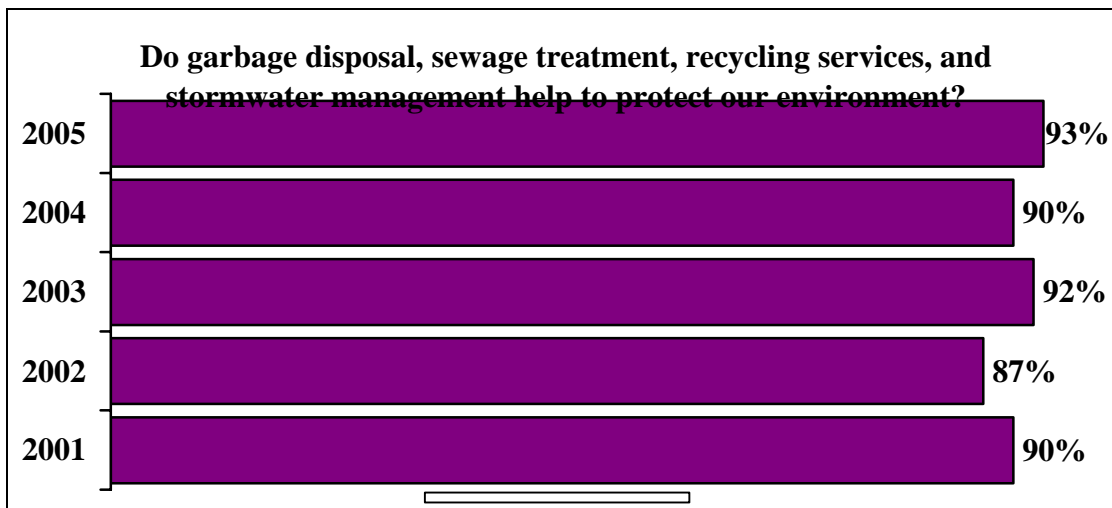 Do garbage disposal, sewage treatment, recycling services, and
stormwater management help to protect our environment?
2005 93%
2004 90%
2003 92%
2002 87%
2001 90%